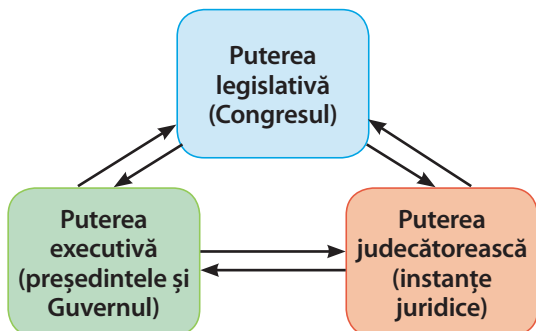 Puterea
legislativă
(Congresul)
Puterea
executivă
(președintele și
Guvernul)
Puterea
judecătorească
(instanțe
juridice)